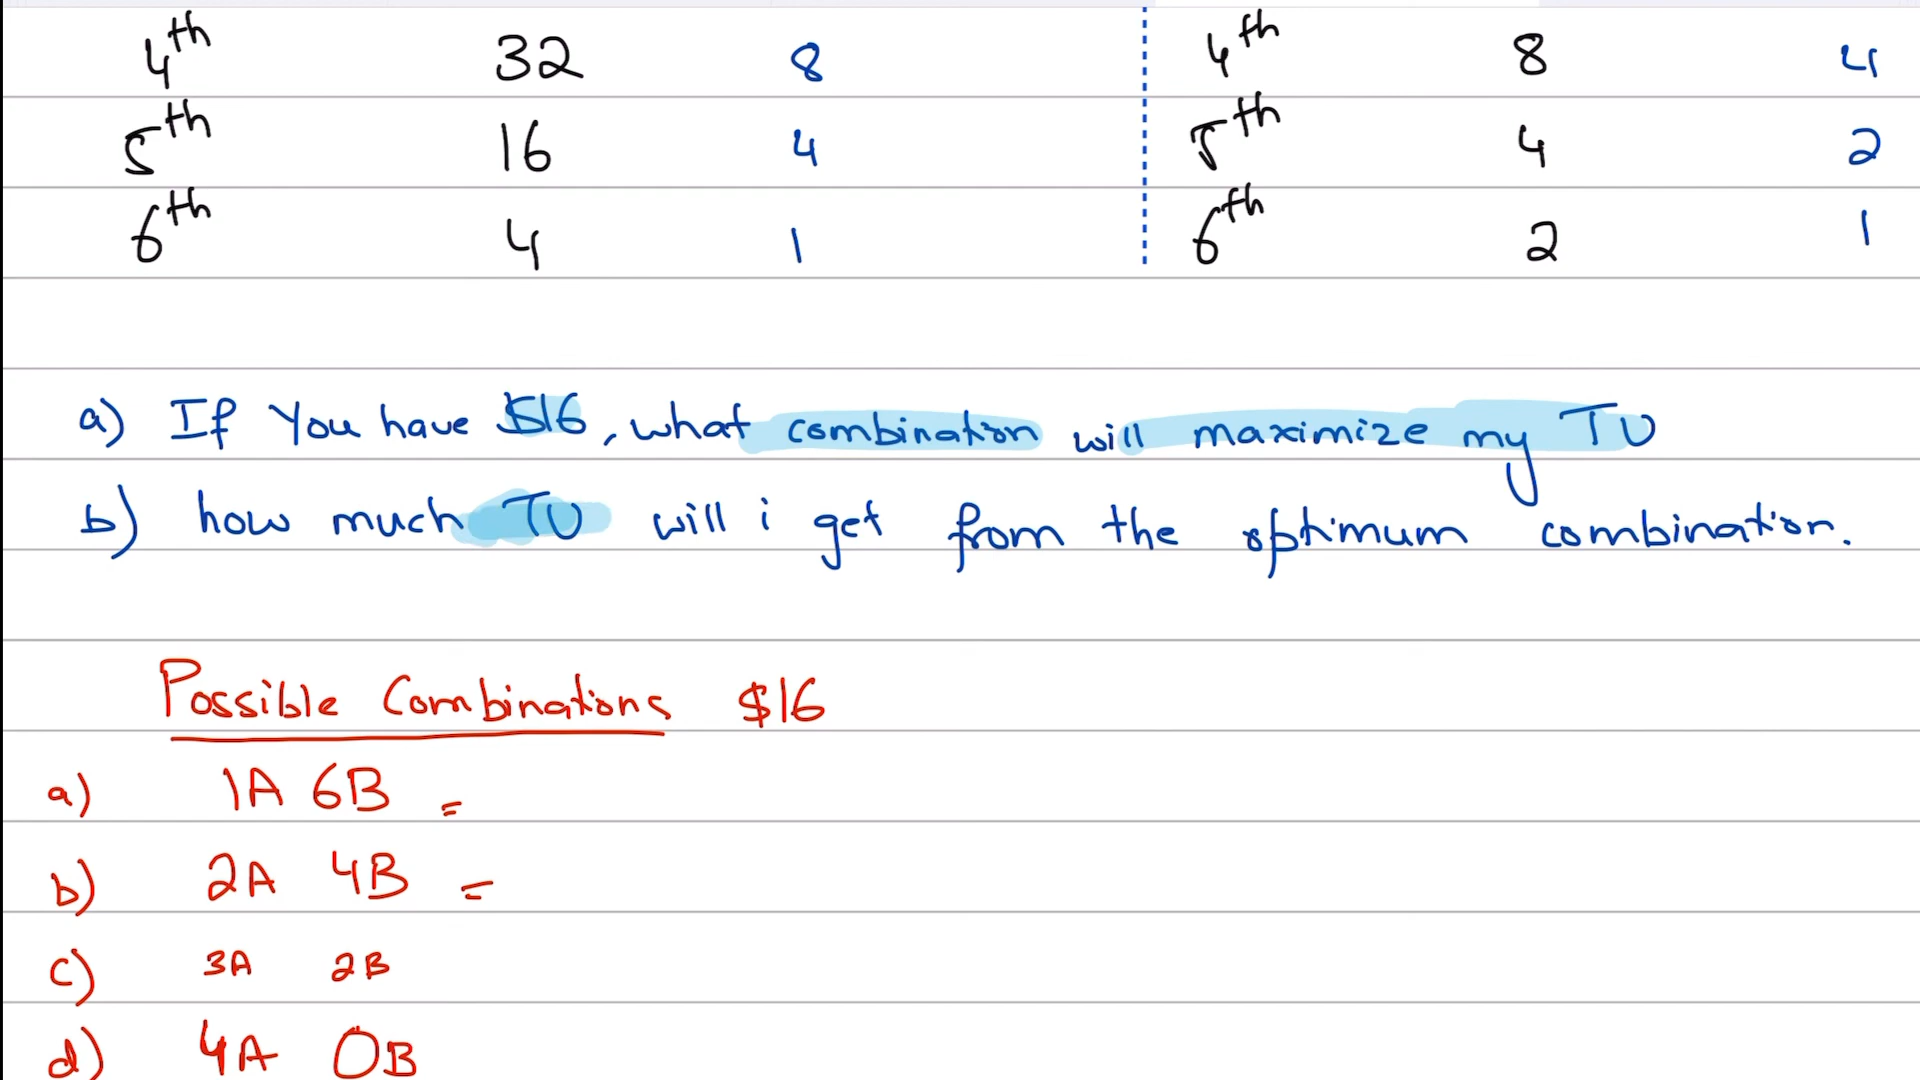 4th 32 8 4th 8 4
5th 16 4 5th 4 2
6th 4 1 6th 2 1
a) If You have $16, what combination will maximize my TU
b) how much TU will i get from the optimum combination.
Possible Combinations $16
a) 1A 6B =
b) 2A 4B =
c) 3A 2B
d) 4A 0B